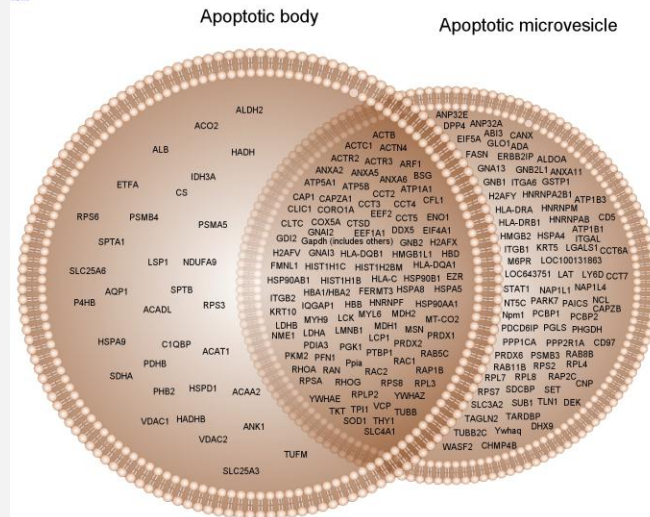 Apoptotic body
Apoptotic microvesicle
ALDH2
ACO2
ALB
HADH
IDH3A
ETFA
CS
RPS6
PSMB4
PSMA5
SPTA1
LSP1
NDUFA9
SLC25A6
AQP1
SPTB
P4HB
ACADL
RPS3
HSPA9
C1QBP
ACAT1
PDHB
SDHA
PHB2
HSPD1
ACAA2
VDAC1
HADHB
ANK1
VDAC2
TUFM
SLC25A3
ACTB
ACTC1 ACTN4
ACTR2 ACTR3 ARF1
ANXA2 ANXA5 ANXA6 BSG
ATP5A1 ATP5B CCT2 ATP1A1
CAP1 CAPZA1 CCT3 CCT4 CFL1
CLIC1 CORO1A
CLTC COX5A CTSD EEF2 CCT5 ENO1
GNAI2 EEF1A1 DDX5 EIF4A1
GDI2 Gapdh (includes others) GNB2 H2AFX
H2AFV GNAI3 HLA-DQB1 HMGB1L1 HBD
FMNL1 HIST1H1C HIST1H2BM HLA-DQA1
HSP90AB1 HIST1H1B HLA-C HSP90B1 EZR
HBA1/HBA2 FERMT3 HSPA8 HSPA5
ITGB2 IQGAP1 HBB HNRNPF HSP90AA1
KRT10 MYH9 LCK MYL6 MDH2 MT-CO2
LDHB LDHA LMNB1 MDH1 MSN PRDX1
NME1 PDIA3 PGK1 LCP1 PRDX2
PKM2 PFN1 Ppia PTBP1 RAB5C
RHOA RAN RAC2 RAC1 RAP1B
RPSA RHOG RPS8 RPL3
YWHAE RPLP2 YWHAZ
TKT TPI1 VCP TUBB
SOD1 THY1
SLC4A1
ANP32E
DPP4 ANP32A
EIF5A ABI3 CANX
GLO1 ADA
FASN ERBB2IP ALDOA
GNA13 GNB2L1 ANXA11
GNB1 ITGA6 GSTP1
H2AFY HNRNPA2B1 ATP1B3
HLA-DRA HNRNPM
HLA-DRB1 HNRNPAB CD5
HMGB2 HSPA4 ATP1B1
ITGAL
ITGB1 KRT5 LGALS1 CCT6A
M6PR LOC100131863
LOC643751 LAT LY6D CCT7
STAT1 NAP1L1 NAP1L4
NT5C PARK7 PAICS NCL
CAPZB
Npm1 PCBP1 PCBP2
PDCD6IP PGLS PHGDH
PPP1CA PPP2R1A CD97
PRDX6 PSMB3 RAB8B
RAB11B RPS2 RPL4
RPL7 RPL8 RAP2C
RPS7 SDCBP SET CNP
SLC3A2 SUB1 TLN1 DEK
TAGLN2 TARDBP
TUBB2C Ywhaq DHX9
WASF2 CHMP4B